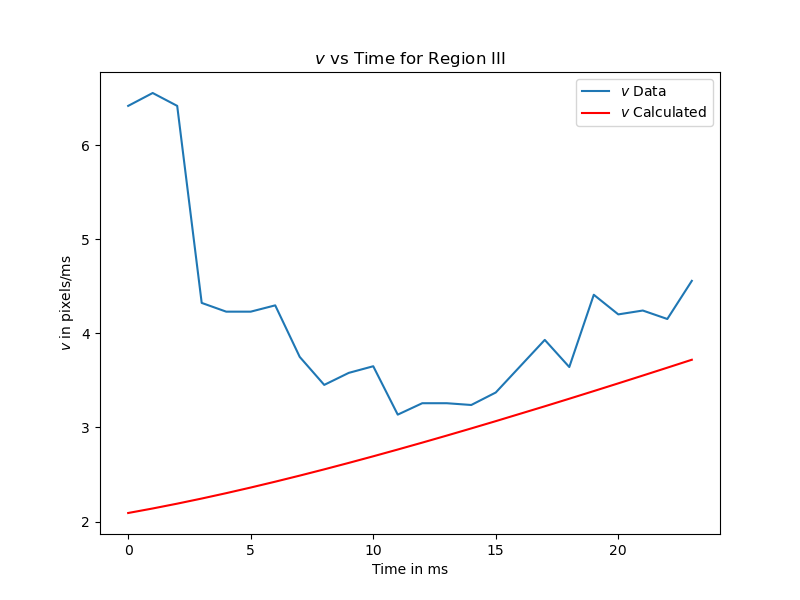 v vs Time for Region III
v Data
v Calculated
6
5
4
3
2
v in pixels/ms
0 5 10 15 20
Time in ms